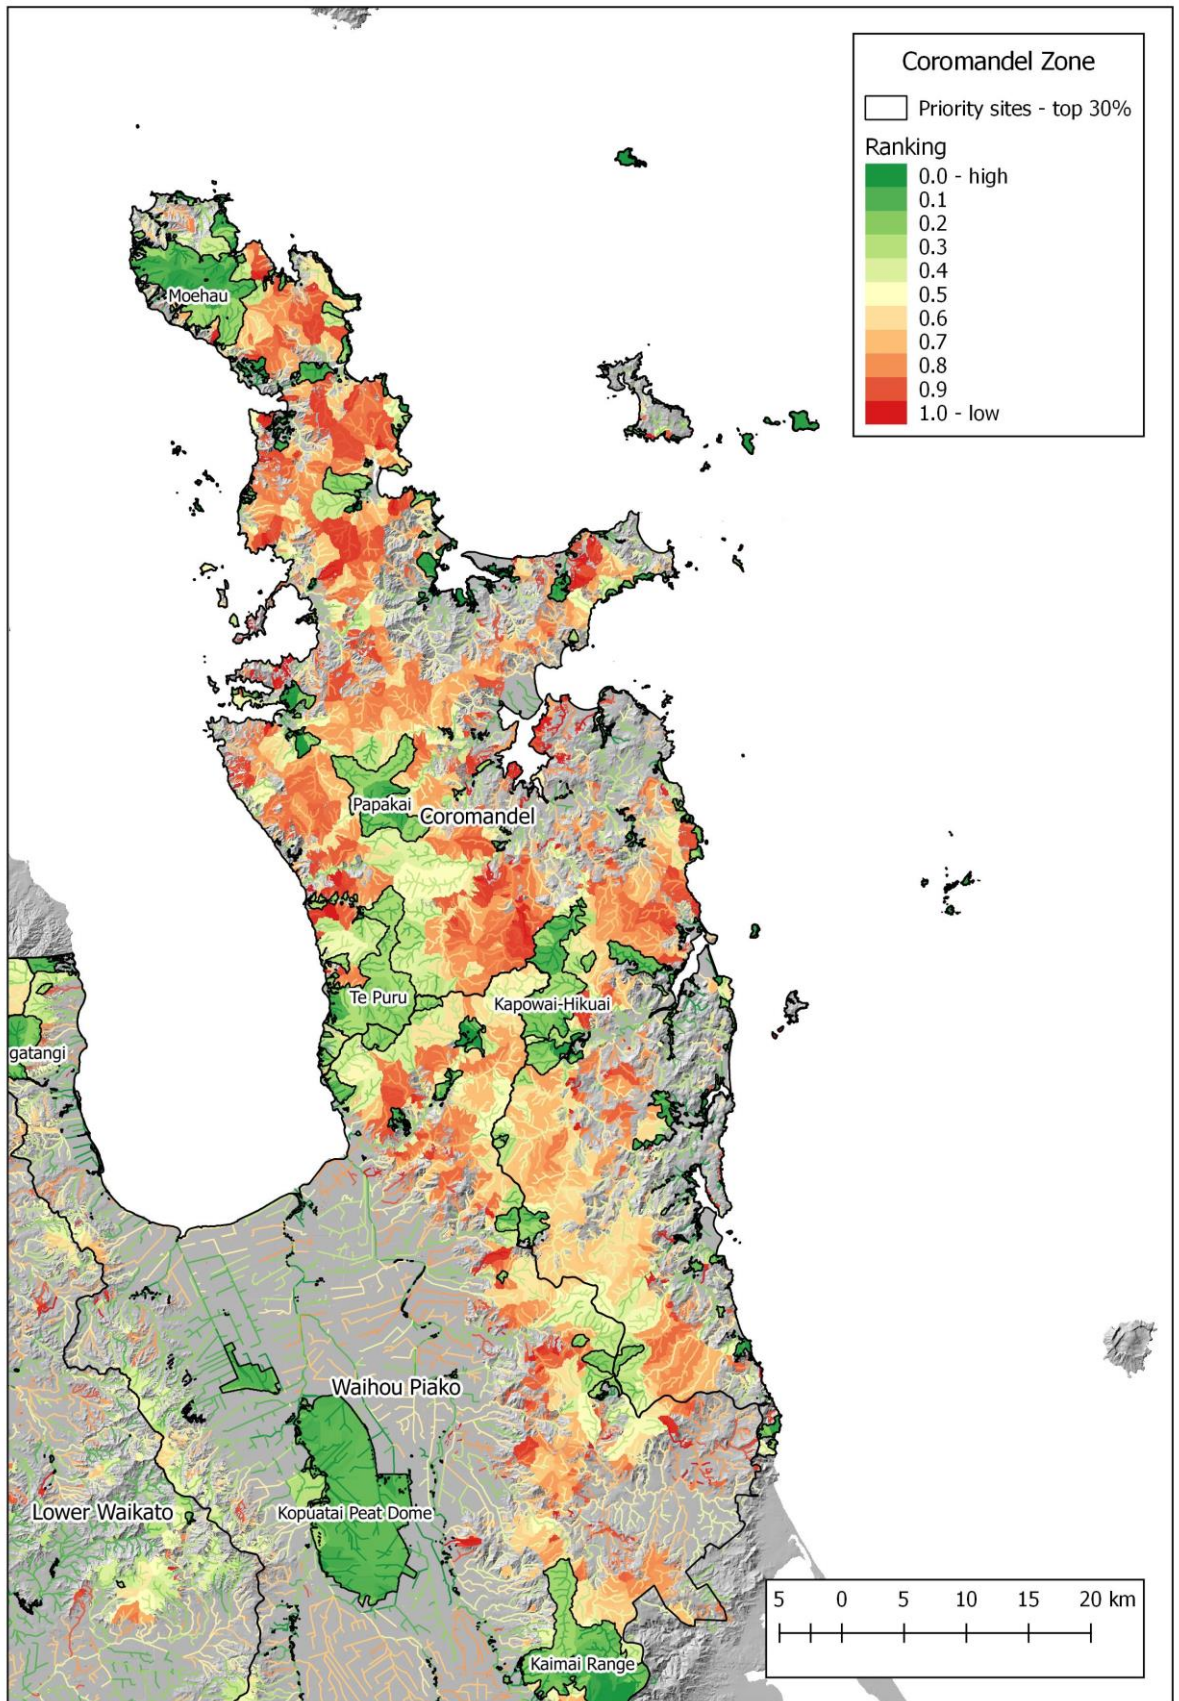 Coromandel Zone
Priority sites - top 30%
Ranking
0.0 - high
0.1
0.2
0.3
0.4
0.5
0.6
0.7
0.8
0.9
1.0 - low
Moehau
Papakai
Coromandel
Te Puru
Kapowai-Hikuai
gatangi
Waihou Piako
Lower Waikato
Kopuatai Peat Dome
Kaimai Range
5 0 5 10 15 20 km